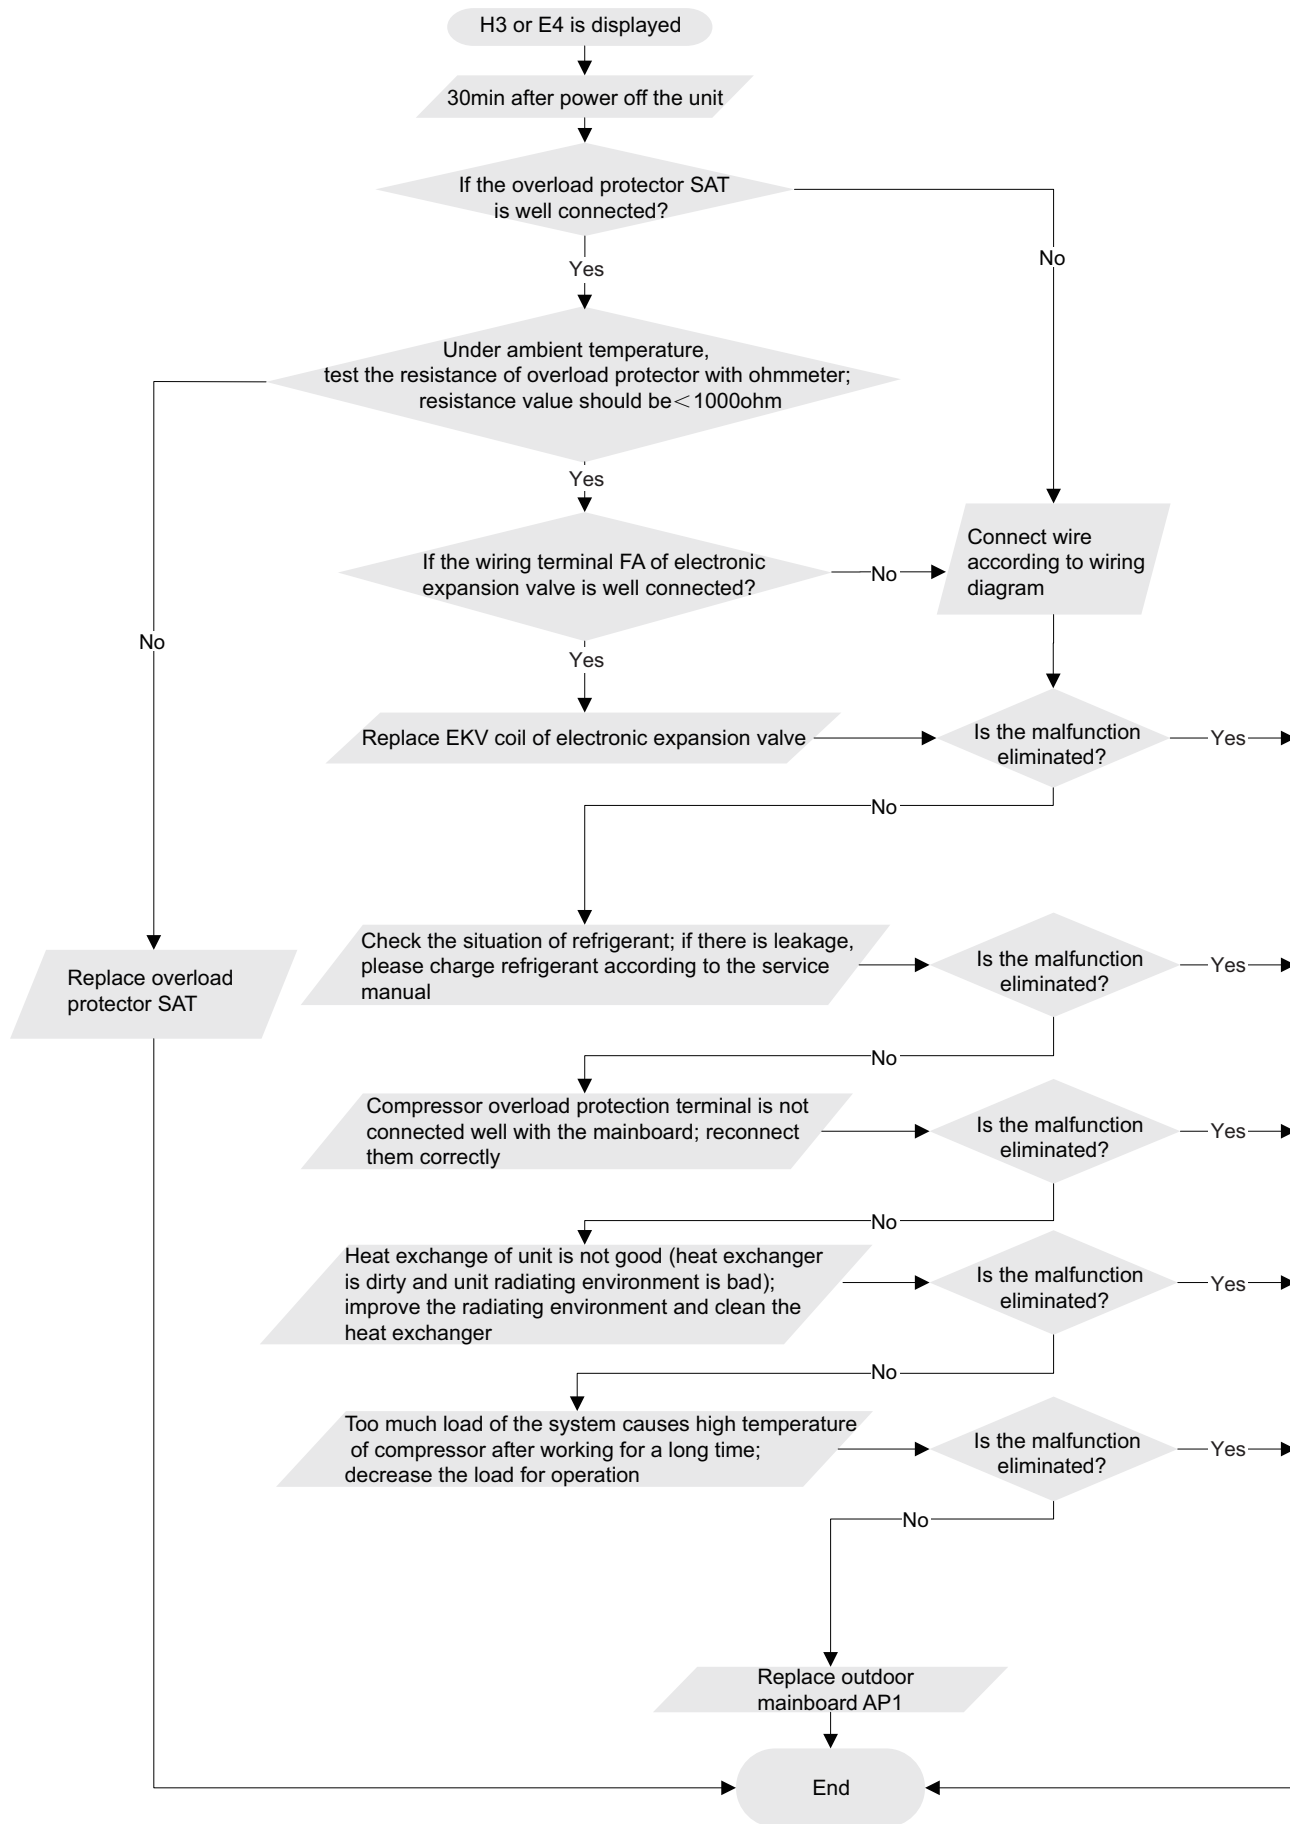 H3 or E4 is displayed
30min after power off the unit
If the overload protector SAT
is well connected?
No
Yes
Under ambient temperature,
test the resistance of overload protector with ohmmeter;
resistance value should be＜1000ohm
Yes
If the wiring terminal FA of electronic
expansion valve is well connected?
No
Connect wire
according to wiring
diagram
No
Yes
Replace EKV coil of electronic expansion valve
Is the malfunction
eliminated?
Yes
No
Replace overload
protector SAT
Check the situation of refrigerant; if there is leakage,
please charge refrigerant according to the service
manual
Is the malfunction
eliminated?
Yes
No
Compressor overload protection terminal is not
connected well with the mainboard; reconnect
them correctly
Is the malfunction
eliminated?
Yes
No
Heat exchange of unit is not good (heat exchanger
is dirty and unit radiating environment is bad);
improve the radiating environment and clean the
heat exchanger
Is the malfunction
eliminated?
Yes
No
Too much load of the system causes high temperature
of compressor after working for a long time;
decrease the load for operation
Is the malfunction
eliminated?
Yes
No
Replace outdoor
mainboard AP1
End